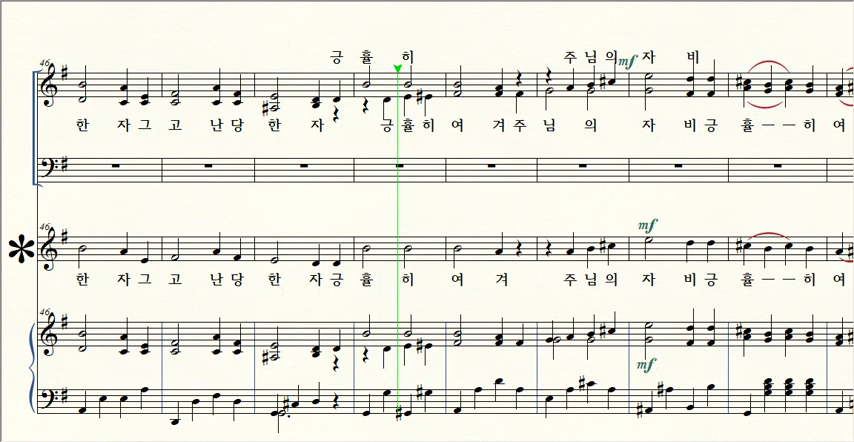 긍 휼 히 주 님 의 mf 자 비
46
한 자 그 고 난 당 한 자 긍 휼 히 여 겨 주 님 의 자 비 긍 휼 — — 히 여
46
mf
한 자 그 고 난 당 한 자 긍 휼 히 여 겨 주 님 의 자 비 긍 휼 — — 히 여
46
mf